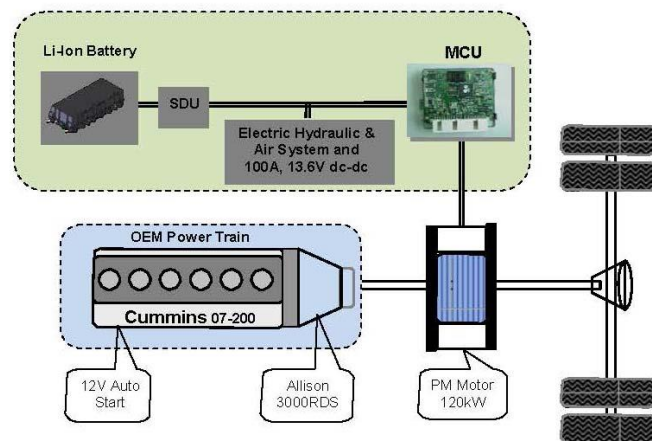 Li-Ion Battery
MCU
SDU
Electric Hydraulic &
Air System and
100A, 13.6V dc-dc
OEM Power Train
Cummins 07-200
12V Auto
Start
Allison
3000RDS
PM Motor
120kW